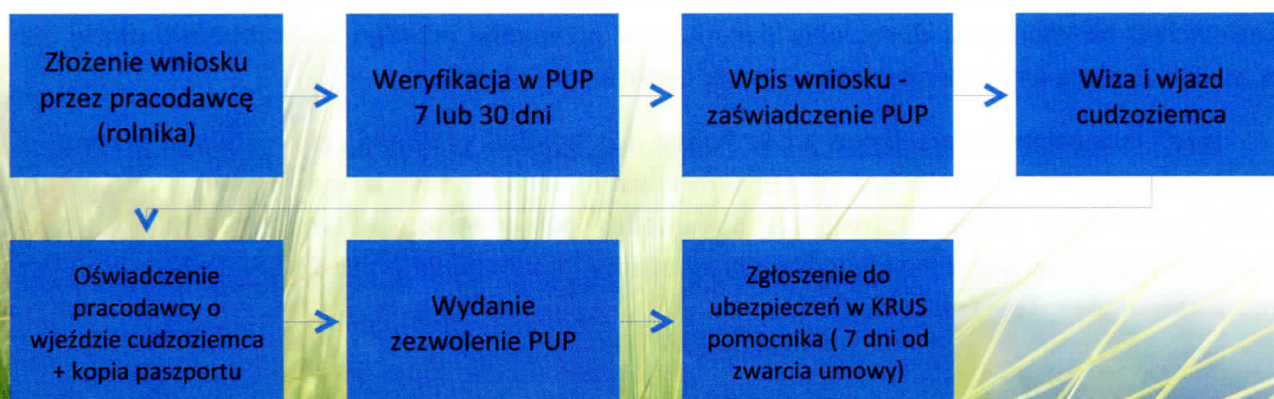 Złożenie wniosku
przez pracodawcę
(rolnika)
Weryfikacja w PUP
7 lub 30 dni
Wpis wniosku -
zaświadczenie PUP
Wiza i wjazd
cudzoziemca
Oświadczenie
pracodawcy o
wjeździe cudzoziemca
+ kopia paszportu
Wydanie
zezwolenie PUP
Zgłoszenie do
ubezpieczeń w KRUS
pomocnika ( 7 dni od
zwarcia umowy)